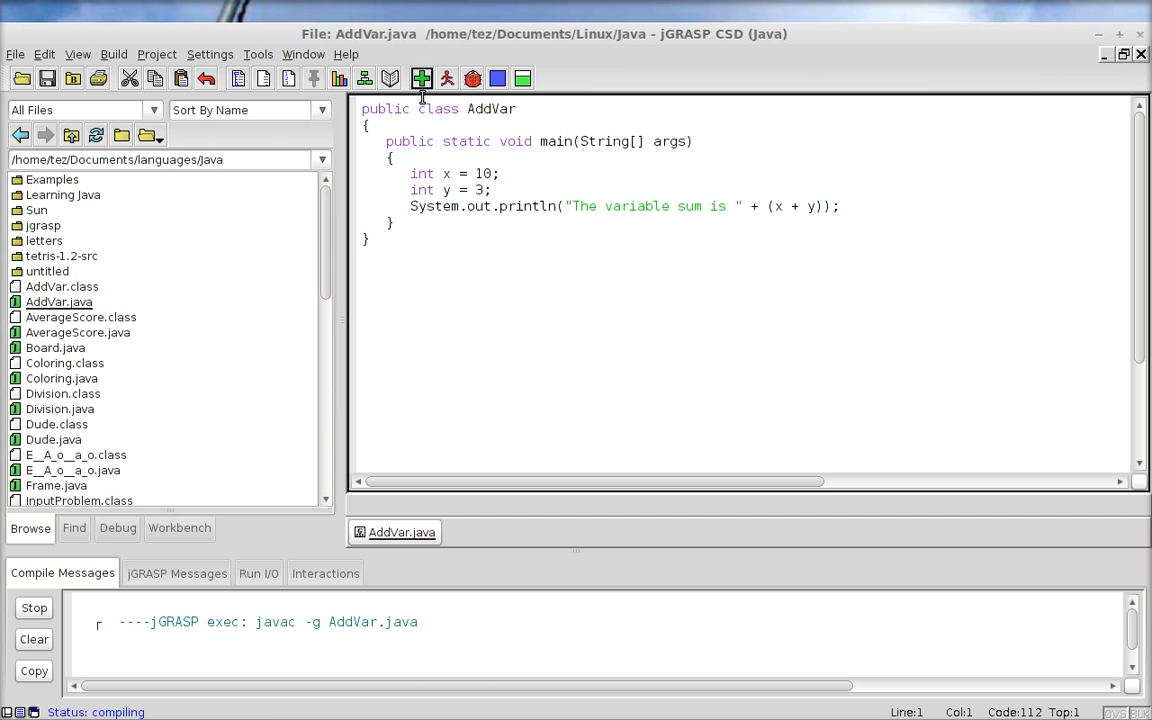 File: AddVar.java /home/tez/Documents/Linux/Java - jGRASP CSD (Java)
File Edit View Build Project Settings Tools Window Help
All Files Sort By Name
/home/tez/Documents/languages/Java
Examples
Learning Java
Sun
jgrasp
letters
tetris-1.2-src
untitled
AddVar.class
AddVar.java
AverageScore.class
AverageScore.java
Board.java
Coloring.class
Coloring.java
Division.class
Division.java
Dude.class
Dude.java
E__A_o__a_o.class
E__A_o__a_o.java
Frame.java
InputProblem.class
Browse Find Debug Workbench
public class AddVar
{
public static void main(String[] args)
{
int x = 10;
int y = 3;
System.out.println("The variable sum is " + (x + y));
}
}
AddVar.java
Compile Messages jGRASP Messages Run I/O Interactions
Stop
Clear
Copy
----jGRASP exec: javac -g AddVar.java
Status: compiling
Line:1 Col:1 Code:112 Top:1
OVS BLK